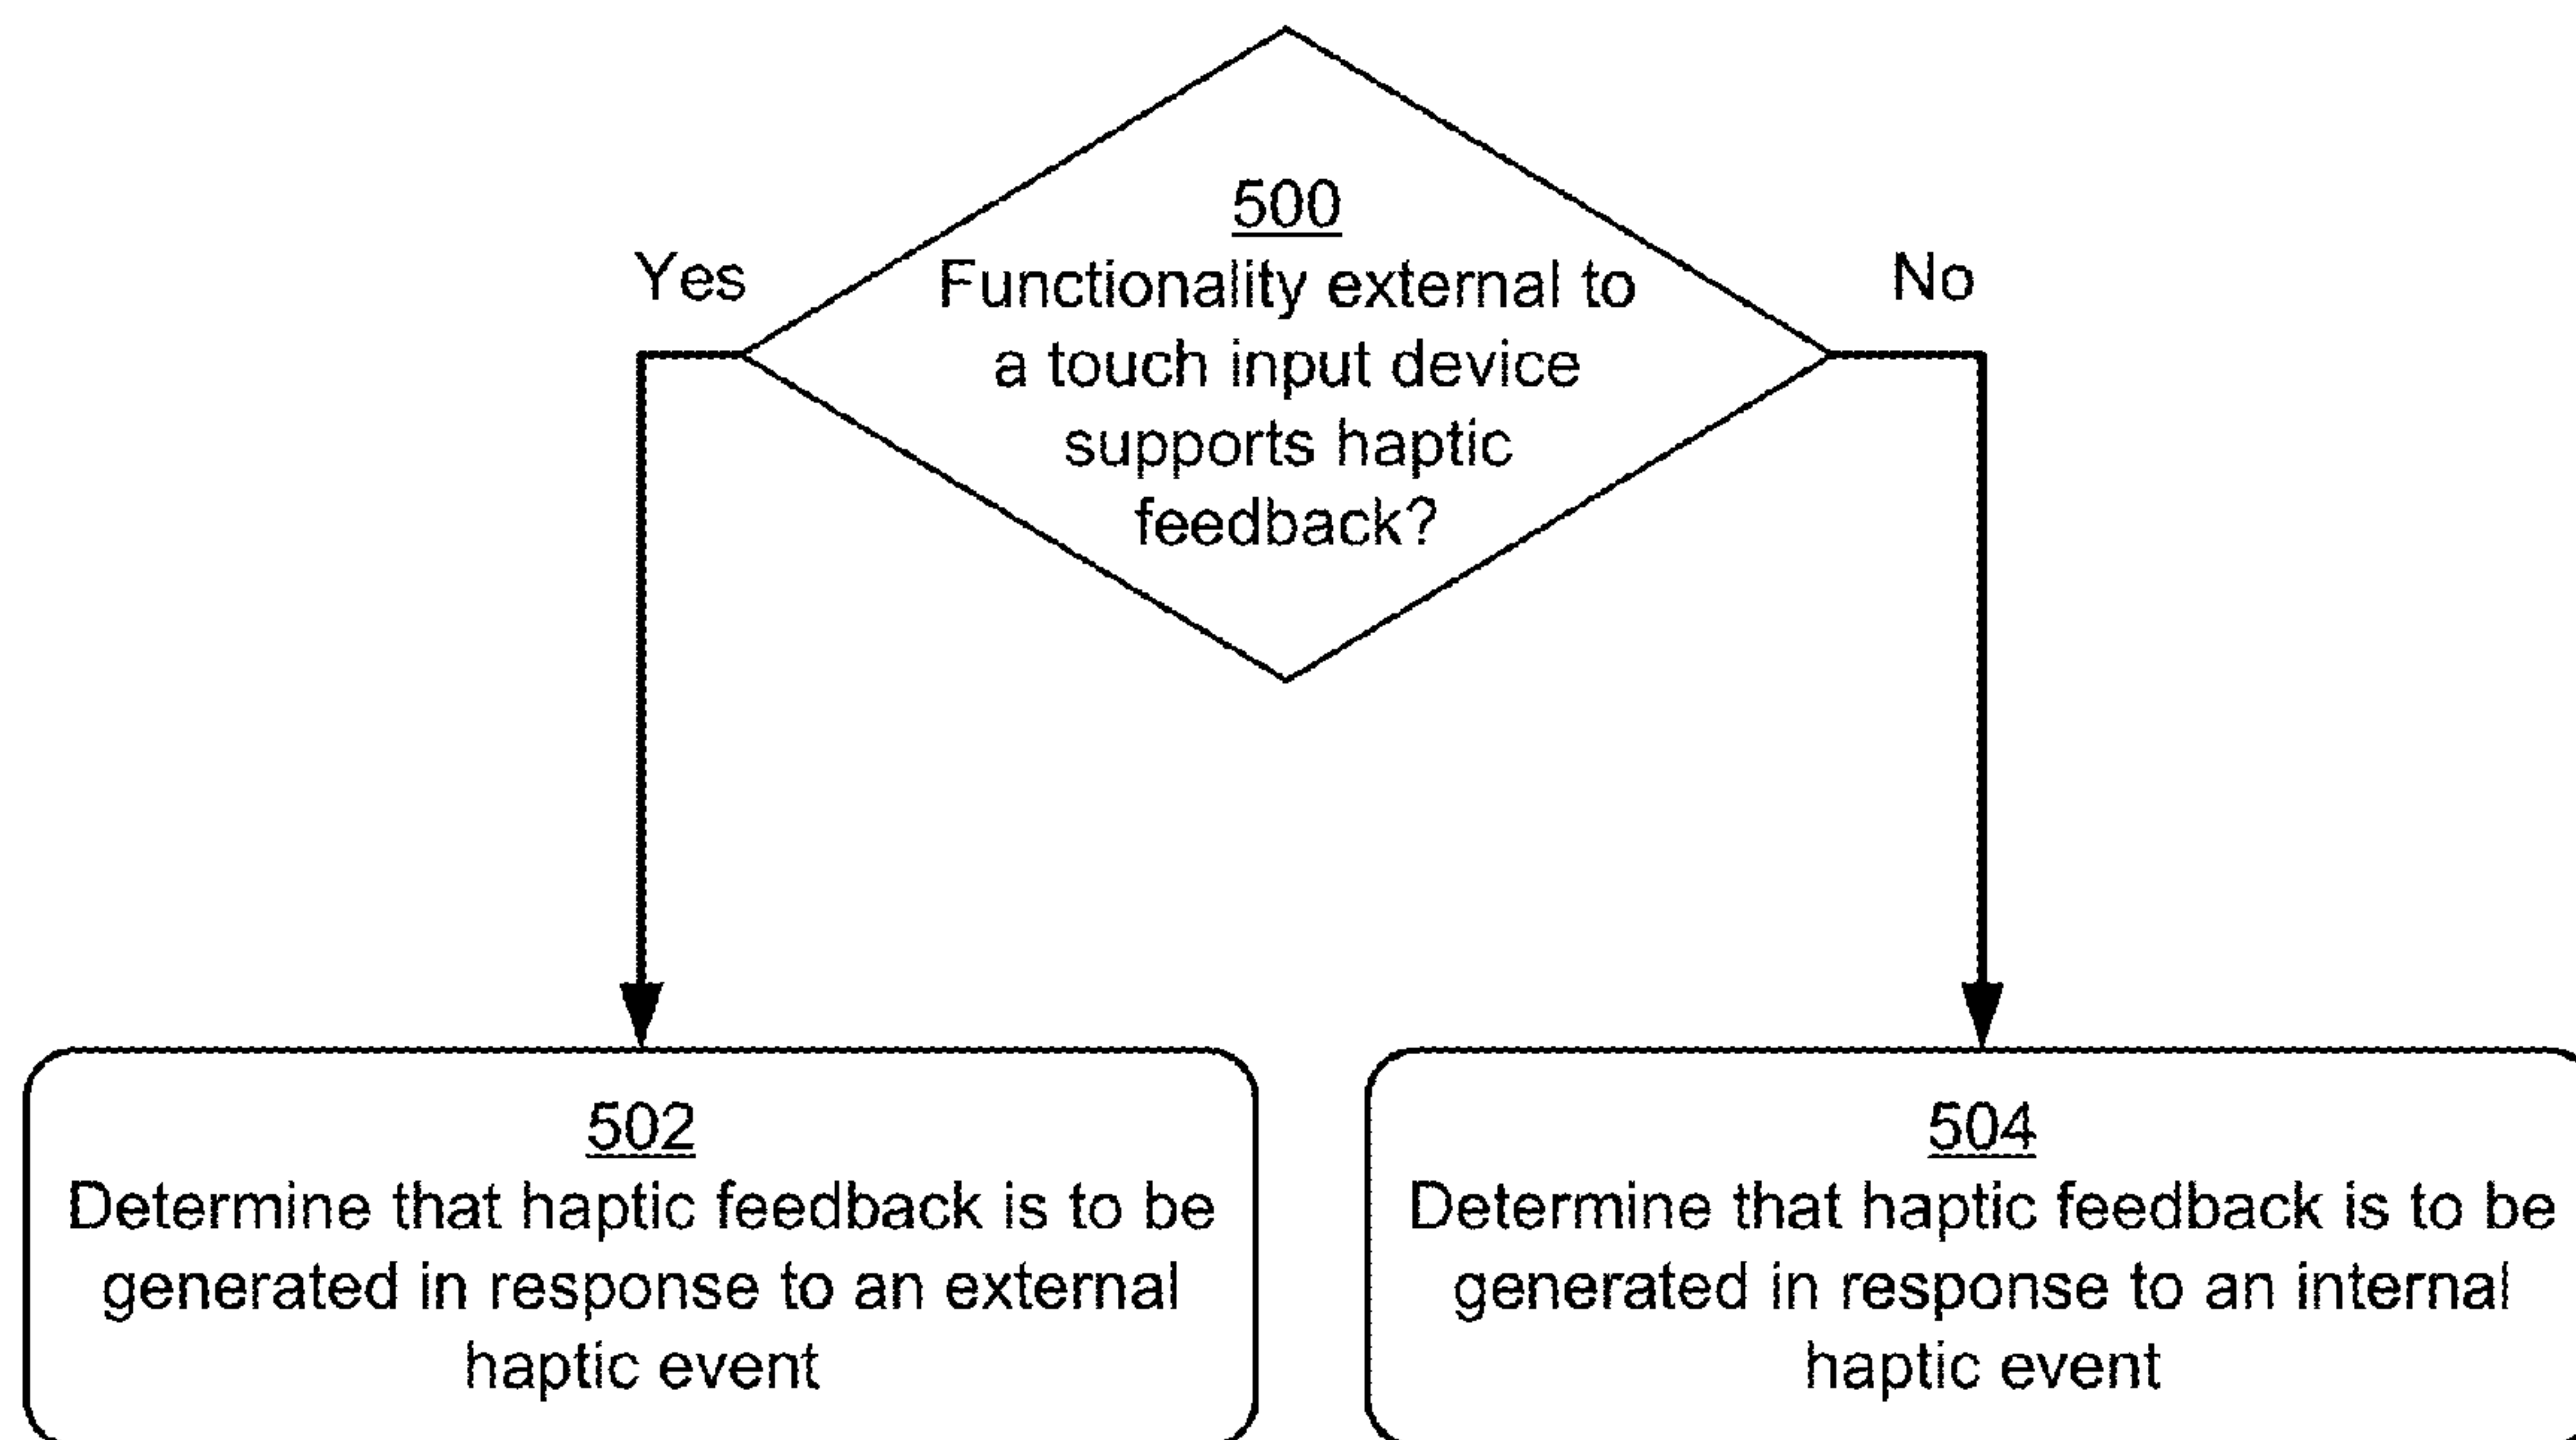 500
Functionality external to
a touch input device
supports haptic
feedback?
Yes
No
502
Determine that haptic feedback is to be
generated in response to an external
haptic event
504
Determine that haptic feedback is to be
generated in response to an internal
haptic event